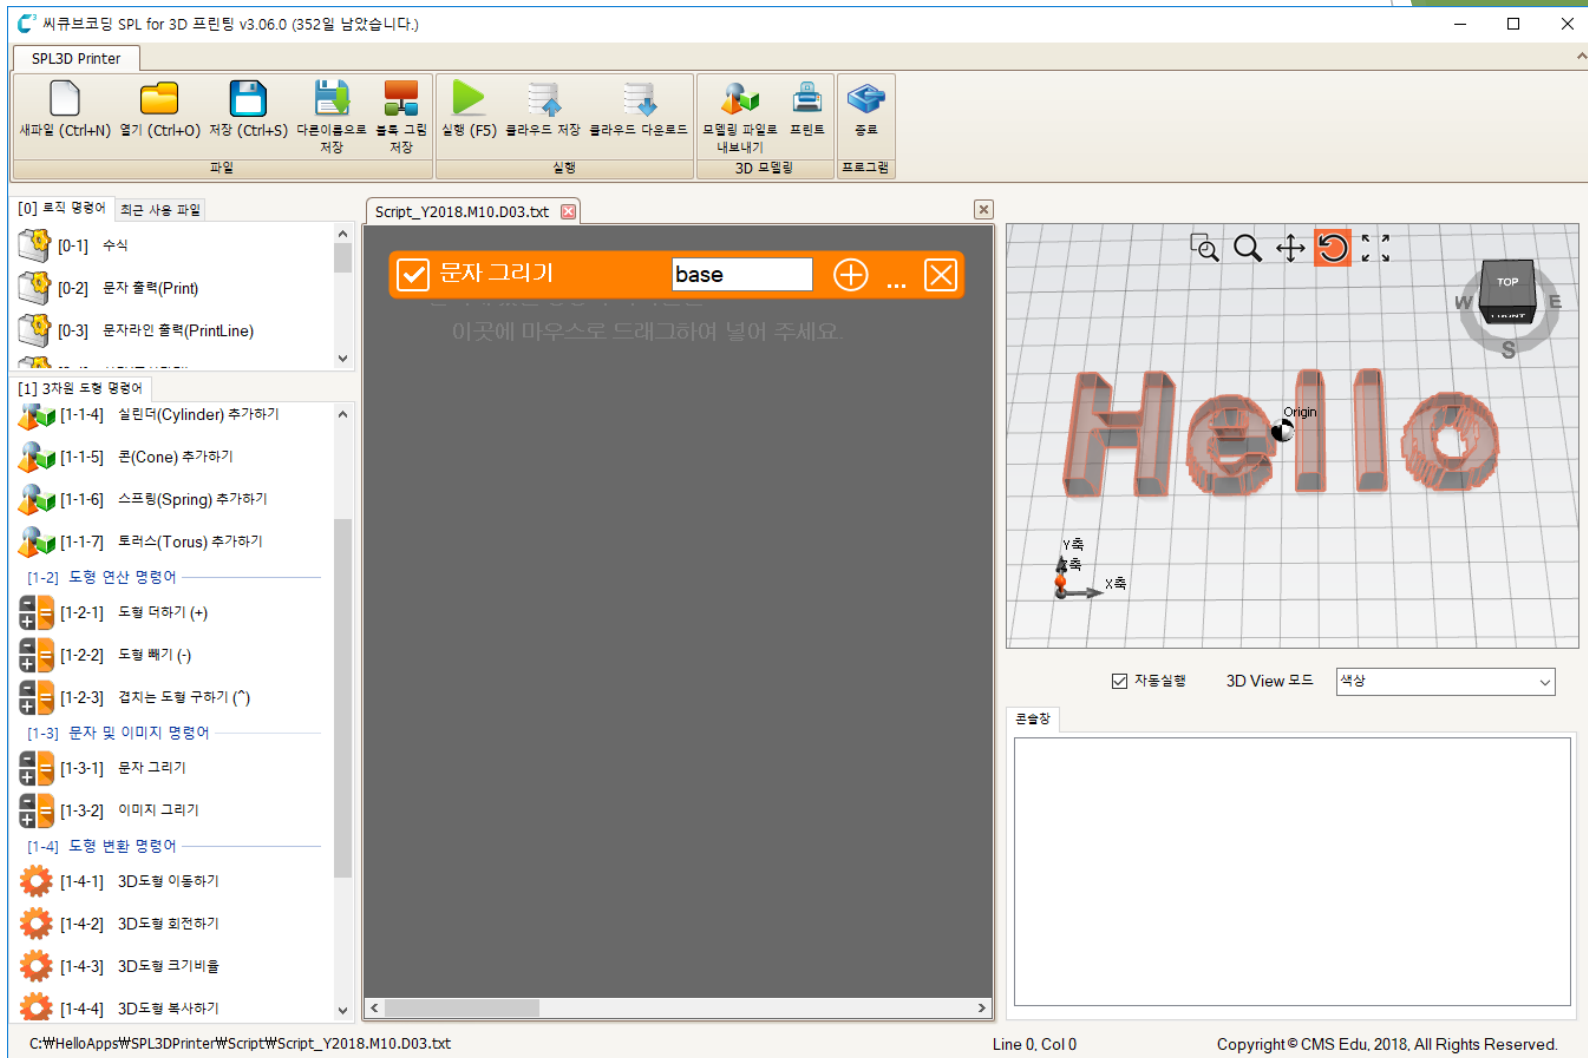 씨큐브코딩 SPL for 3D 프린팅 v3.06.0 (352일 남았습니다.)
SPL3D Printer
새파일 (Ctrl+N) 열기 (Ctrl+O) 저장 (Ctrl+S) 다른이름으로 저장 블록 그림 저장 실행 (F5) 클라우드 저장 클라우드 다운로드 모델링 파일로 내보내기 프린트 종료
파일 실행 3D 모델링 프로그램
[0] 로직 명령어 최근 사용 파일
[0-1] 수식
[0-2] 문자 출력(Print)
[0-3] 문자라인 출력(PrintLine)
[1] 3차원 도형 명령어
[1-1-4] 실린더(Cylinder) 추가하기
[1-1-5] 콘(Cone) 추가하기
[1-1-6] 스프링(Spring) 추가하기
[1-1-7] 토러스(Torus) 추가하기
[1-2] 도형 연산 명령어
[1-2-1] 도형 더하기 (+)
[1-2-2] 도형 빼기 (-)
[1-2-3] 겹치는 도형 구하기 (^)
[1-3] 문자 및 이미지 명령어
[1-3-1] 문자 그리기
[1-3-2] 이미지 그리기
[1-4] 도형 변환 명령어
[1-4-1] 3D도형 이동하기
[1-4-2] 3D도형 회전하기
[1-4-3] 3D도형 크기비율
[1-4-4] 3D도형 복사하기
Script_Y2018.M10.D03.txt
문자 그리기 base ...
이곳에 마우스로 드래그하여 넣어 주세요.
TOP
W E
S
Hello
Origin
Y축
Z축
X축
자동실행 3D View 모드 색상
콘솔창
C:₩HelloApps₩SPL3DPrinter₩Script₩Script_Y2018.M10.D03.txt
Line 0, Col 0
Copyright © CMS Edu, 2018, All Rights Reserved.